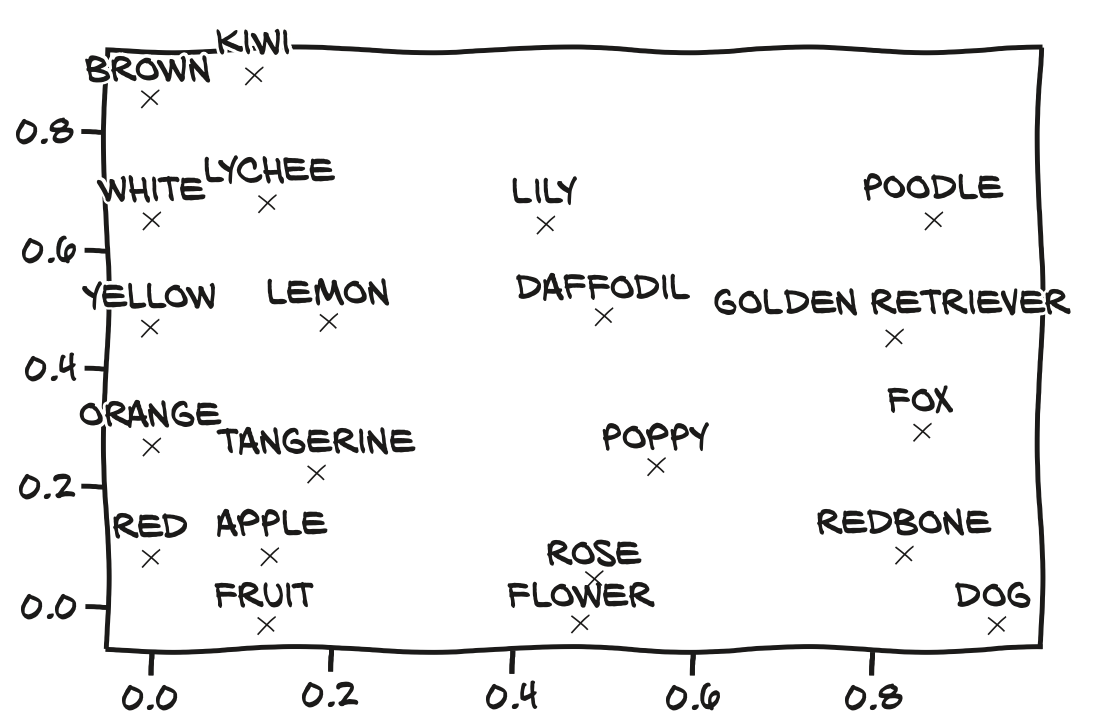 KIWI
BROWN
0.8
WHITE LYCHEE LILY POODLE
0.6
YELLOW LEMON DAFFODIL GOLDEN RETRIEVER
0.4
FOX
ORANGE TANGERINE POPPY
0.2
RED APPLE REDBONE
ROSE
0.0 FRUIT FLOWER DOG
0.0 0.2 0.4 0.6 0.8